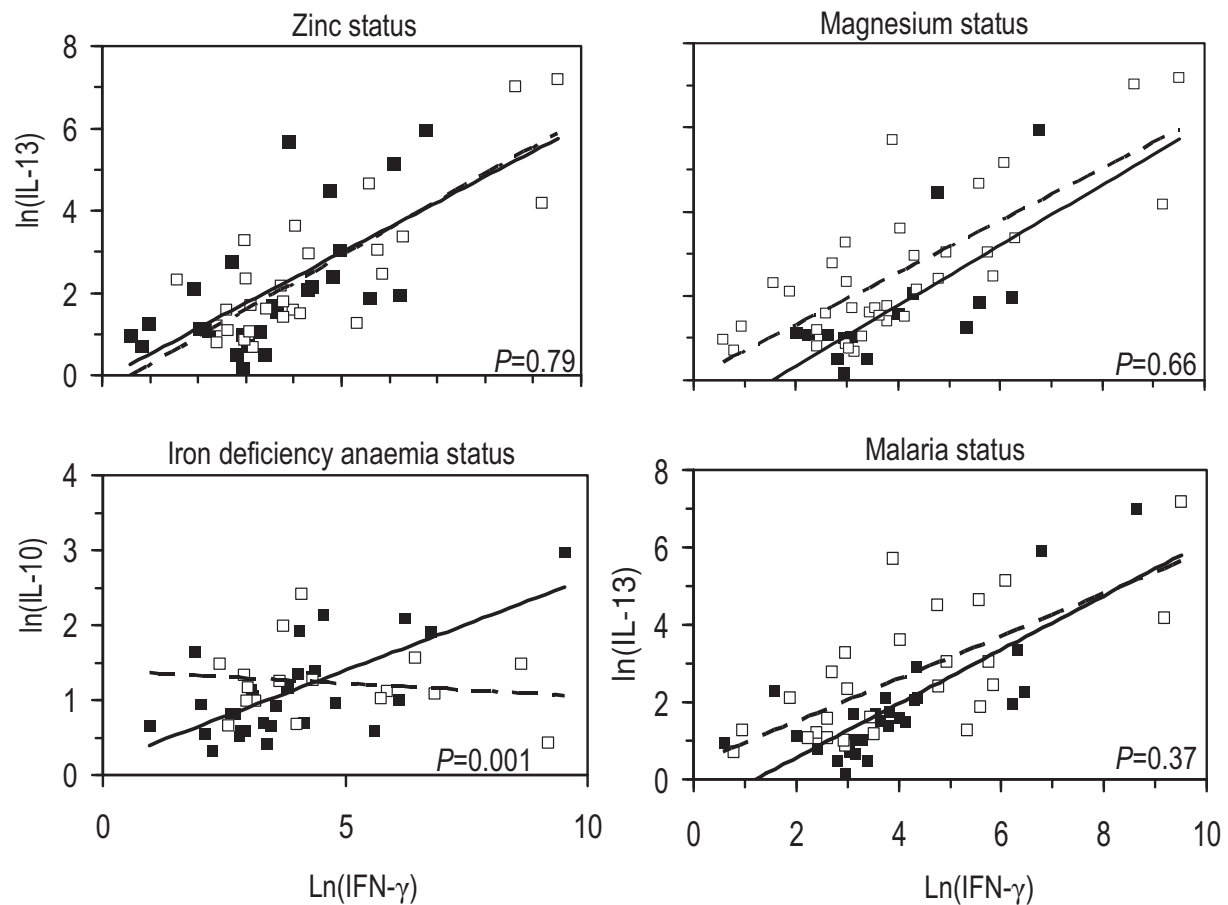 Zinc status
Magnesium status
8
6
4
2
0
ln(IL-13)
P=0.79
P=0.66
Iron deficiency anaemia status
Malaria status
4
3
2
1
0
ln(IL-10)
P=0.001
0
5
10
Ln(IFN-γ)
8
6
4
2
0
ln(IL-13)
P=0.37
0
2
4
6
8
10
Ln(IFN-γ)